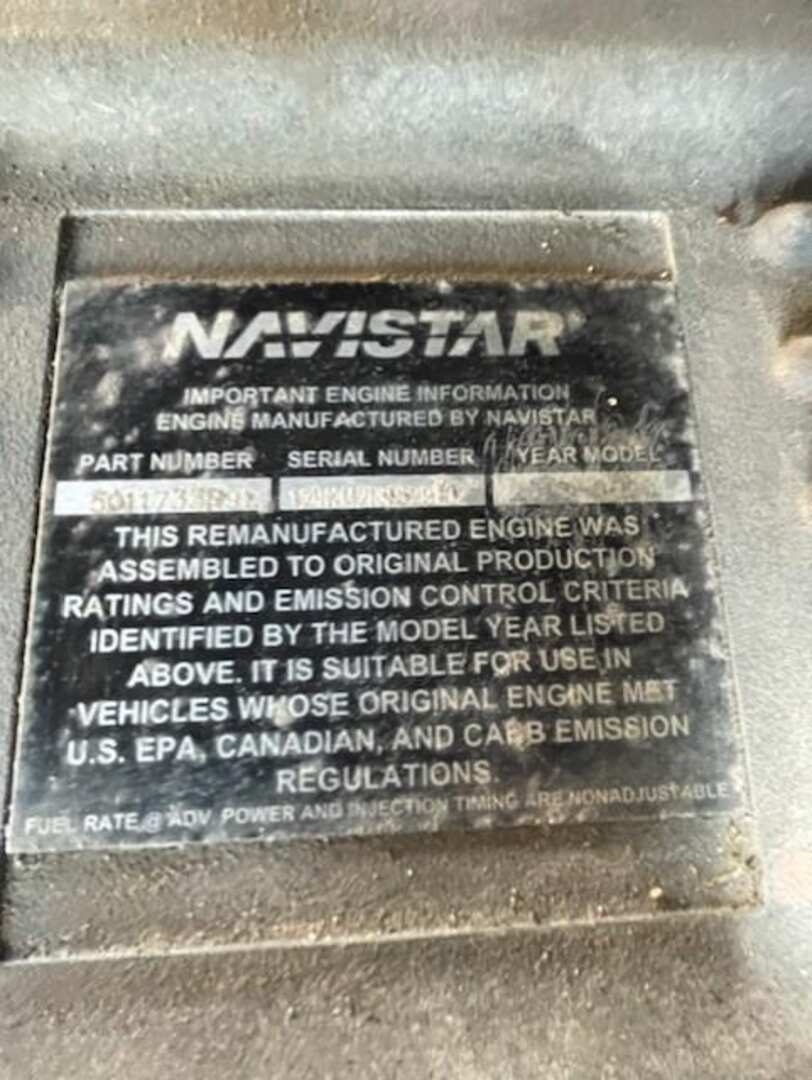 NAVISTAR
IMPORTANT ENGINE INFORMATION
ENGINE MANUFACTURED BY NAVISTAR
PART NUMBER SERIAL NUMBER YEAR MODEL
THIS REMANUFACTURED ENGINE WAS
ASSEMBLED TO ORIGINAL PRODUCTION
RATINGS AND EMISSION CONTROL CRITERIA
IDENTIFIED BY THE MODEL YEAR LISTED
ABOVE. IT IS SUITABLE FOR USE IN
VEHICLES WHOSE ORIGINAL ENGINE MET
U.S. EPA, CANADIAN, AND CARB EMISSION
REGULATIONS.
FUEL RATE @ ADV. POWER AND INJECTION TIMING ARE NONADJUSTABLE